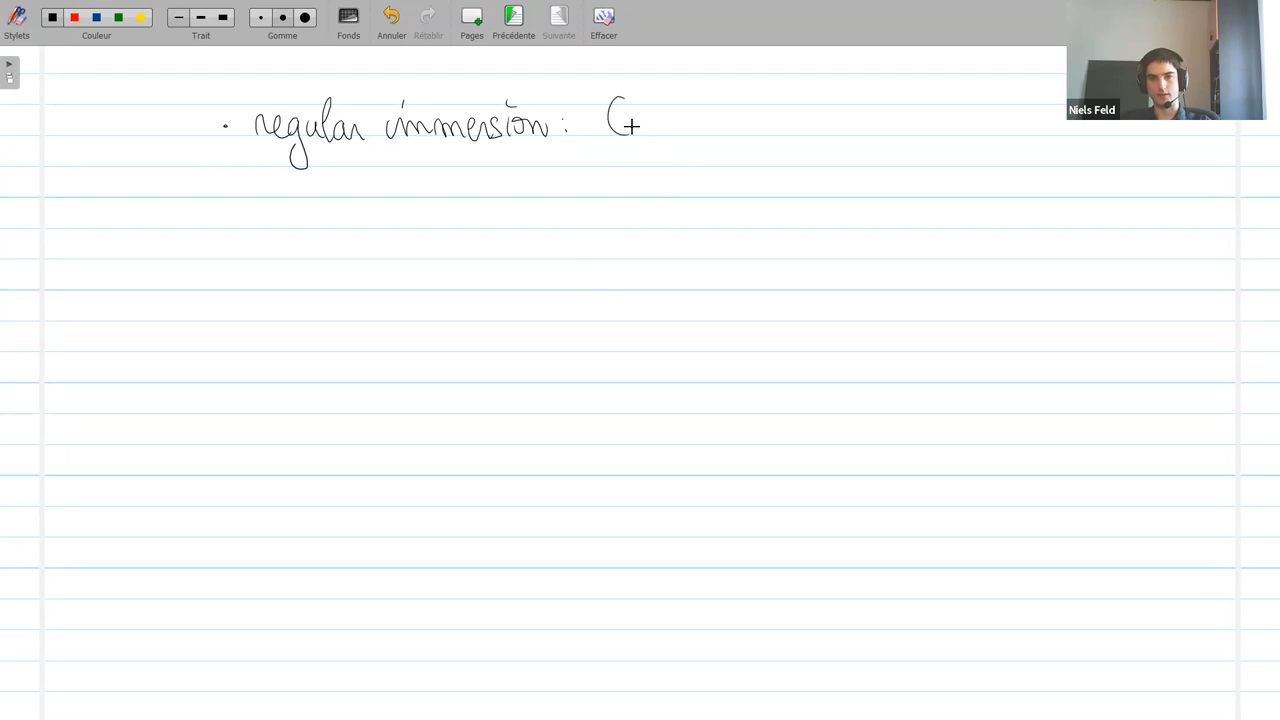 Stylets Couleur Trait Gomme Fonds Annuler Rétablir Pages Précédente Suivante Effacer
Niels Feld
· regular immersion : (